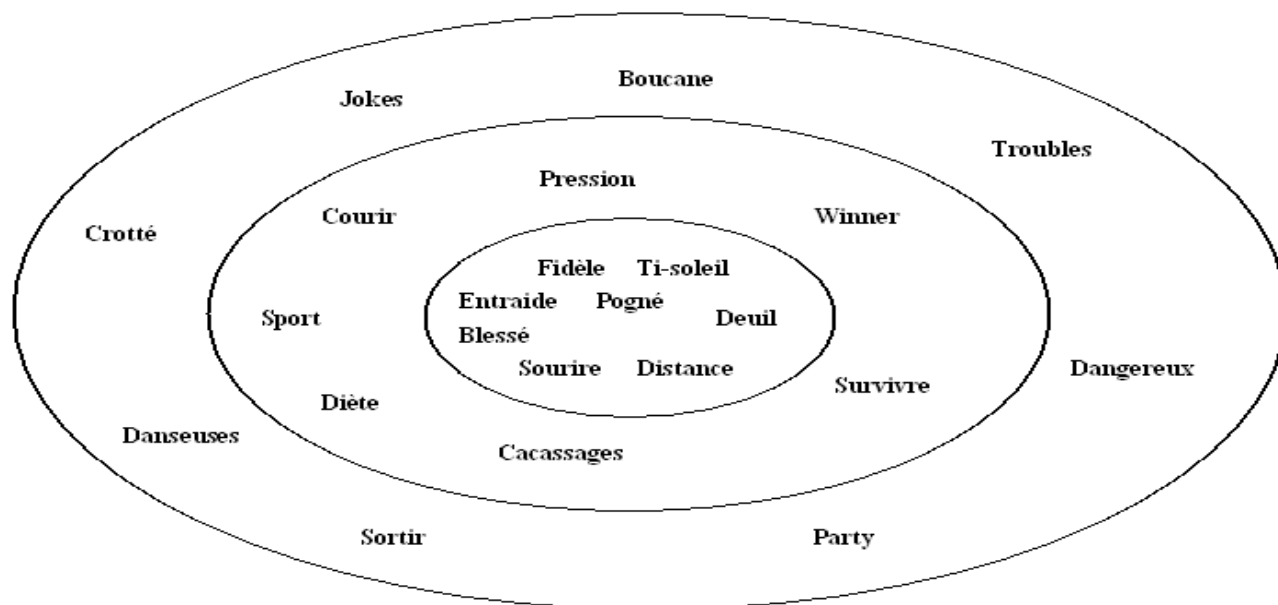 Boucane
Jokes
Troubles
Pression
Courir
Winner
Crotté
Fidèle Ti-soleil
Entraide Pogné
Sport
Deuil
Blessé
Sourire Distance
Dangereux
Survivre
Diète
Danseuses
Cacassages
Sortir
Party